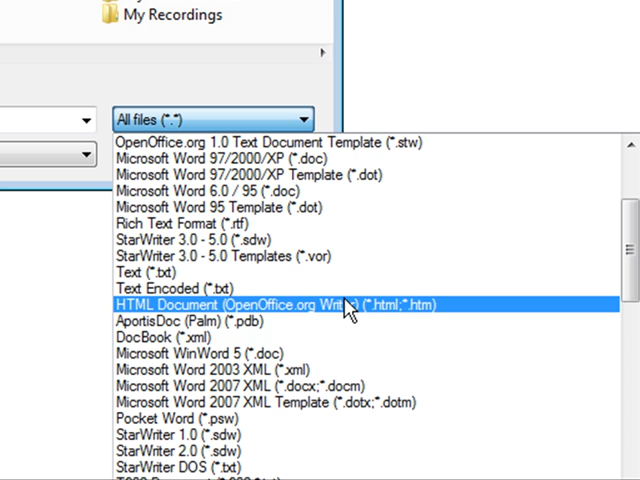 My Recordings
All files (*.*)
OpenOffice.org 1.0 Text Document Template (*.stw)
Microsoft Word 97/2000/XP (*.doc)
Microsoft Word 97/2000/XP Template (*.dot)
Microsoft Word 6.0 / 95 (*.doc)
Microsoft Word 95 Template (*.dot)
Rich Text Format (*.rtf)
StarWriter 3.0 - 5.0 (*.sdw)
StarWriter 3.0 - 5.0 Templates (*.vor)
Text (*.txt)
Text Encoded (*.txt)
HTML Document (OpenOffice.org Writer) (*.html;*.htm)
AportisDoc (Palm) (*.pdb)
DocBook (*.xml)
Microsoft WinWord 5 (*.doc)
Microsoft Word 2003 XML (*.xml)
Microsoft Word 2007 XML (*.docx;*.docm)
Microsoft Word 2007 XML Template (*.dotx;*.dotm)
Pocket Word (*.psw)
StarWriter 1.0 (*.sdw)
StarWriter 2.0 (*.sdw)
StarWriter DOS (*.txt)